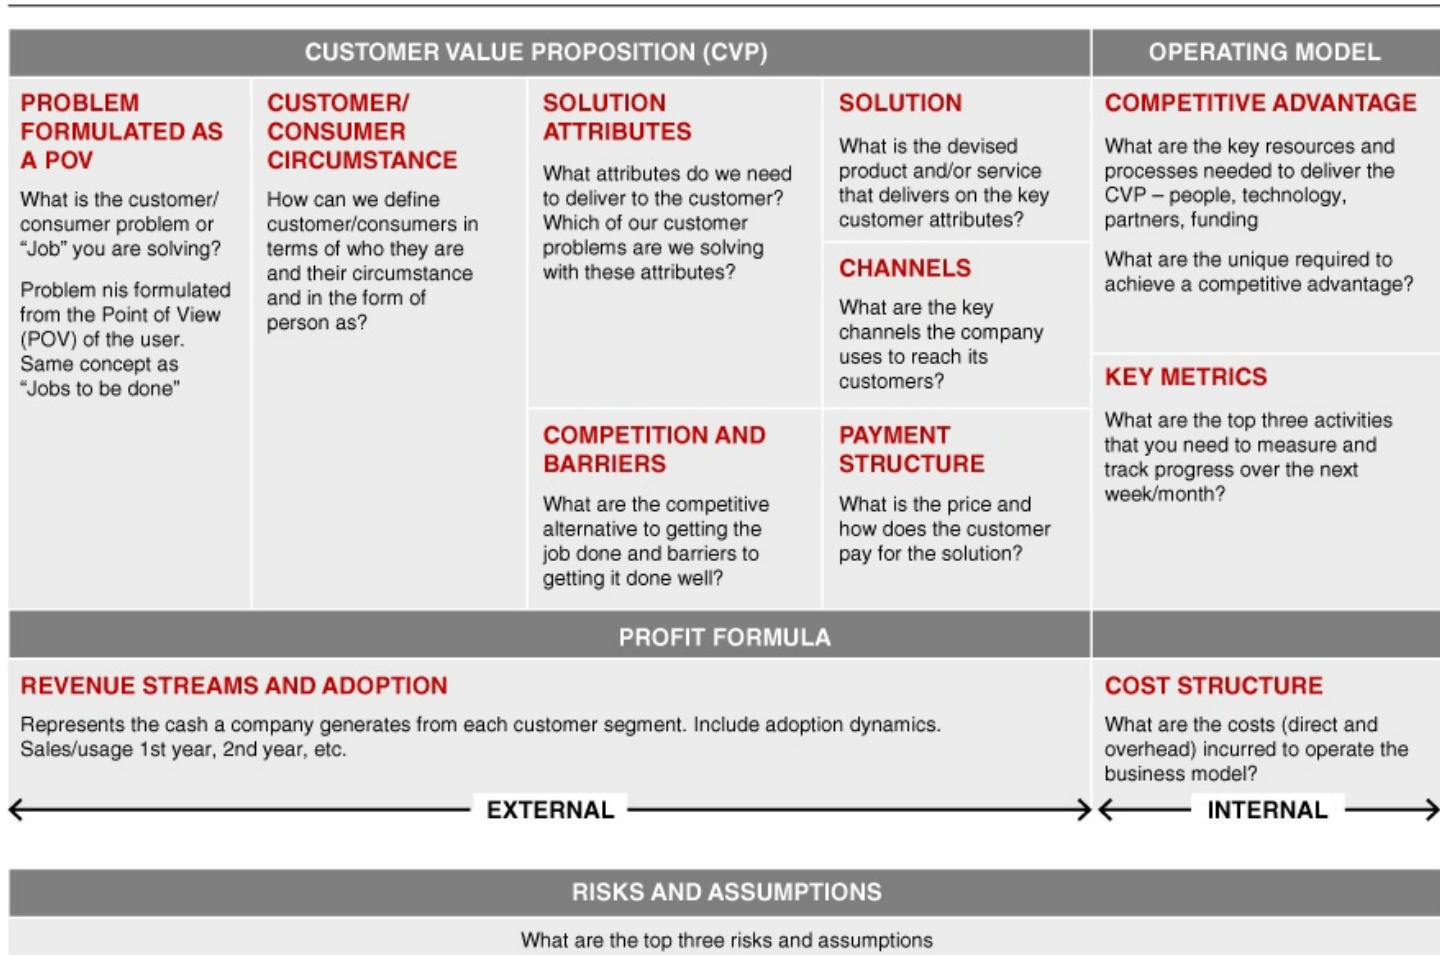 CUSTOMER VALUE PROPOSITION (CVP)
OPERATING MODEL
PROBLEM
FORMULATED AS
A POV
What is the customer/
consumer problem or
“Job” you are solving?
Problem nis formulated
from the Point of View
(POV) of the user.
Same concept as
“Jobs to be done”
CUSTOMER/
CONSUMER
CIRCUMSTANCE
How can we define
customer/consumers in
terms of who they are
and their circumstance
and in the form of
person as?
SOLUTION
ATTRIBUTES
What attributes do we need
to deliver to the customer?
Which of our customer
problems are we solving
with these attributes?
COMPETITION AND
BARRIERS
What are the competitive
alternative to getting the
job done and barriers to
getting it done well?
SOLUTION
What is the devised
product and/or service
that delivers on the key
customer attributes?
CHANNELS
What are the key
channels the company
uses to reach its
customers?
PAYMENT
STRUCTURE
What is the price and
how does the customer
pay for the solution?
COMPETITIVE ADVANTAGE
What are the key resources and
processes needed to deliver the
CVP – people, technology,
partners, funding
What are the unique required to
achieve a competitive advantage?
KEY METRICS
What are the top three activities
that you need to measure and
track progress over the next
week/month?
PROFIT FORMULA
REVENUE STREAMS AND ADOPTION
Represents the cash a company generates from each customer segment. Include adoption dynamics.
Sales/usage 1st year, 2nd year, etc.
COST STRUCTURE
What are the costs (direct and
overhead) incurred to operate the
business model?
EXTERNAL
INTERNAL
RISKS AND ASSUMPTIONS
What are the top three risks and assumptions